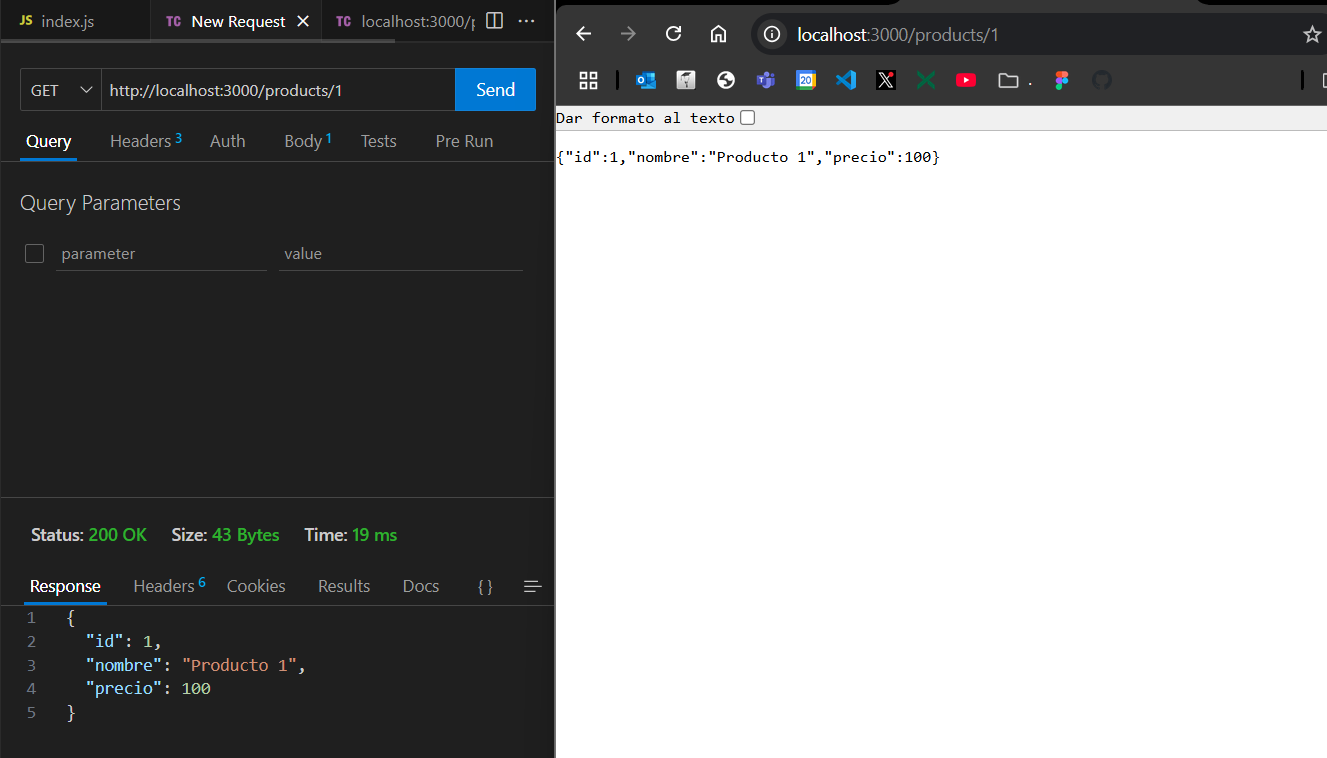 JS index.js
TC New Request
TC localhost:3000/p
GET http://localhost:3000/products/1 Send
Query Headers 3 Auth Body 1 Tests Pre Run
Query Parameters
parameter value
Status: 200 OK Size: 43 Bytes Time: 19 ms
Response Headers 6 Cookies Results Docs { }
1 {
2 "id": 1,
3 "nombre": "Producto 1",
4 "precio": 100
5 }
localhost:3000/products/1
20
.
Dar formato al texto
{"id":1,"nombre":"Producto 1","precio":100}